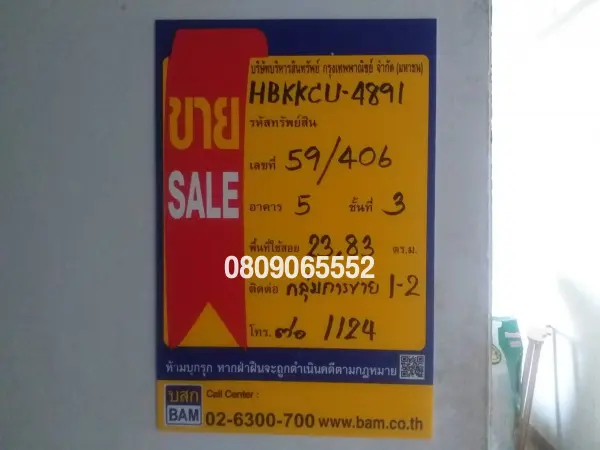 บริษัทบริหารสินทรัพย์ กรุงเทพพาณิชย์ จำกัด (มหาชน)
HBKKCU-4891
รหัสทรัพย์สิน
ขาย
SALE
เลขที่ 59/406
อาคาร 5 ชั้นที่ 3
พื้นที่ใช้สอย 23.83 ตร.ม.
0809065552
ติดต่อ กลุ่มการขาย 1-2
โทร. ต่อ 1124
ห้ามบุกรุก หากฝ่าฝืนจะถูกดำเนินคดีตามกฎหมาย
บสก
BAM
Call Center :
02-6300-700 www.bam.co.th